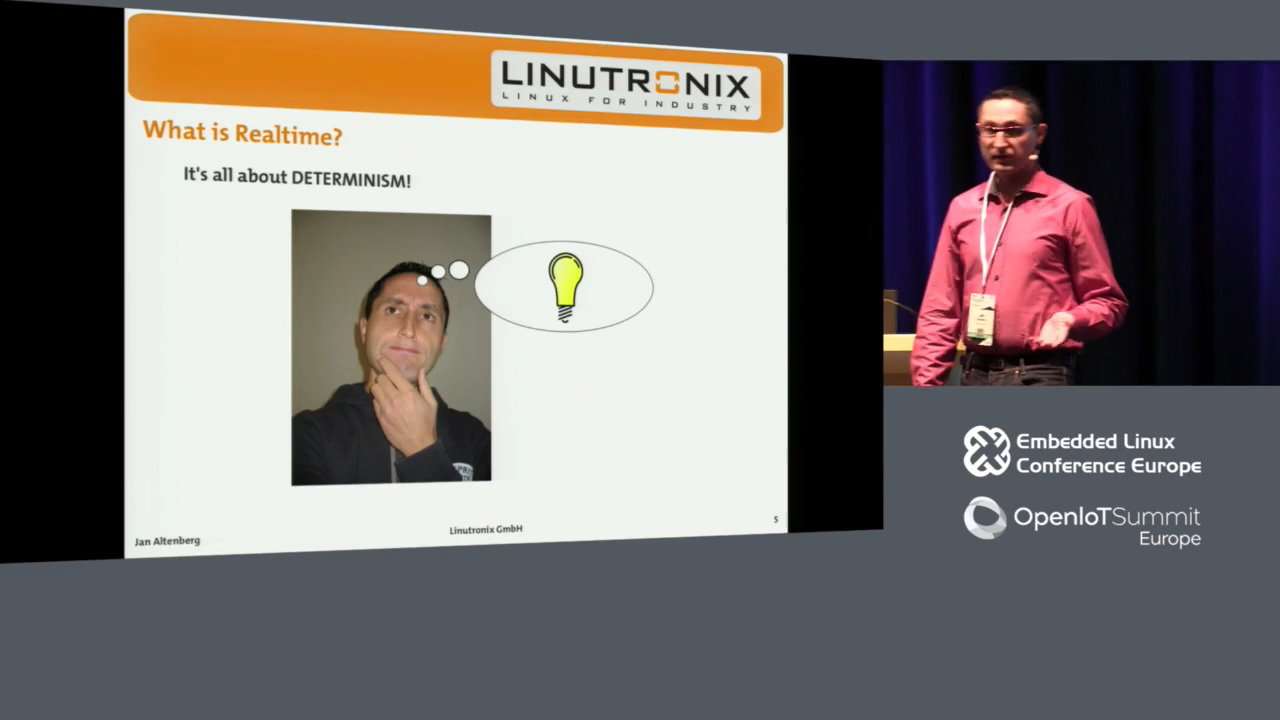 LINUTRONIX
LINUX FOR INDUSTRY
What is Realtime?
It's all about DETERMINISM!
Jan Altenberg
Linutronix GmbH
5
Embedded Linux
Conference Europe
OpenIoTSummit
Europe